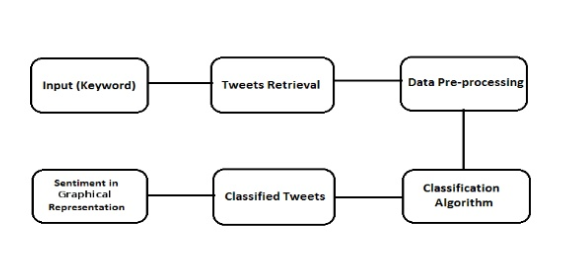 Input (Keyword)
Tweets Retrieval
Data Pre-processing
Sentiment in
Graphical
Representation
Classified Tweets
Classification
Algorithm